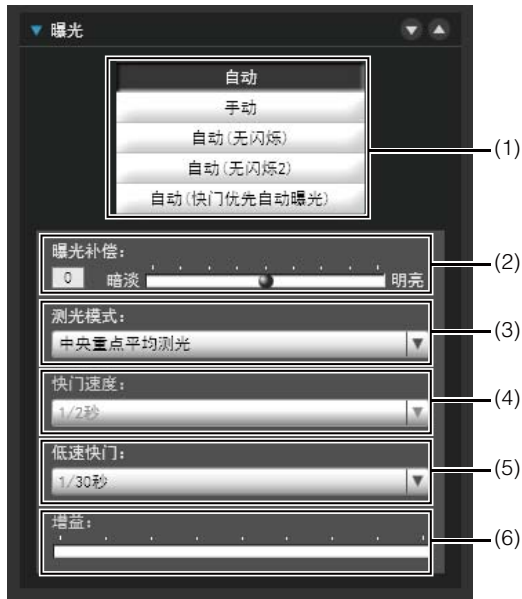 曝光
自动
手动
自动(无闪烁)
自动(无闪烁2)
自动(快门优先自动曝光)
(1)
曝光补偿:
0 暗淡 明亮
(2)
测光模式:
中央重点平均测光
(3)
快门速度:
1/2秒
(4)
低速快门:
1/30秒
(5)
增益:
(6)